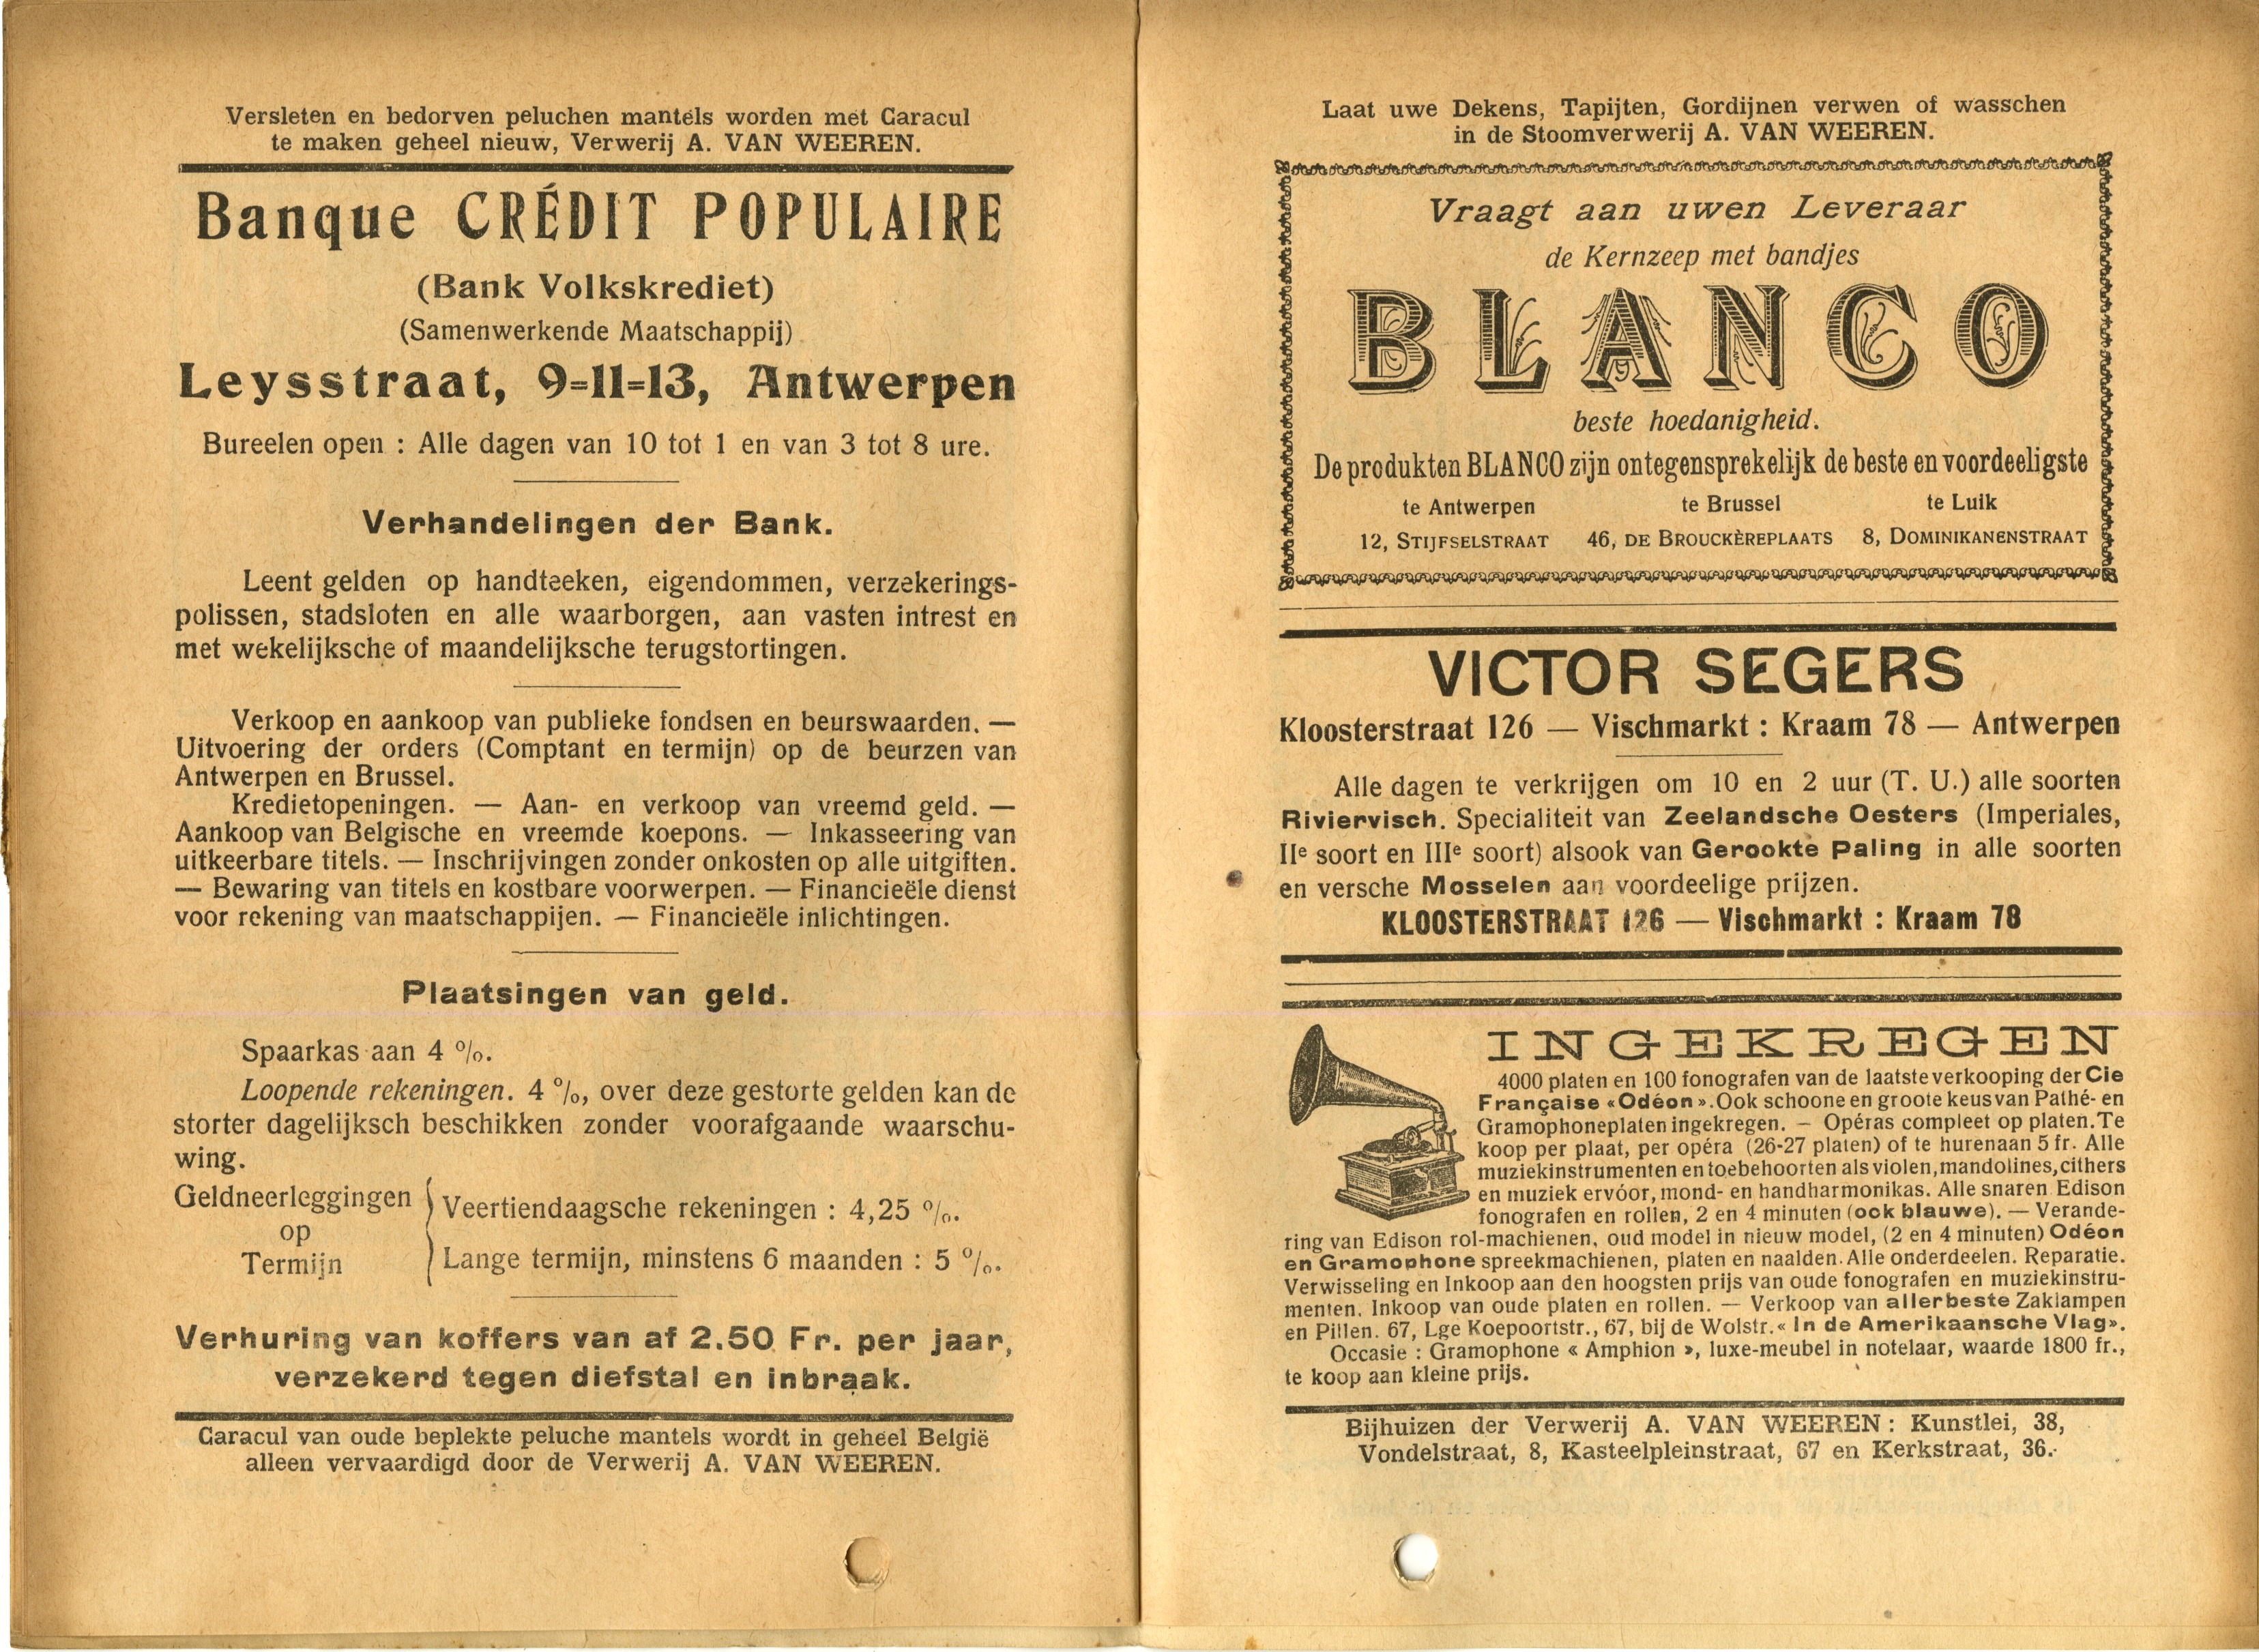 Versleten en bedorven peluchen mantels worden met Caracul
te maken geheel nieuw, Verwerij A. VAN WEEREN.
Banque CRÉDIT POPULAIRE
(Bank Volkskrediet)
(Samenwerkende Maatschappij)
Leysstraat, 9=11=13, Antwerpen
Bureelen open : Alle dagen van 10 tot 1 en van 3 tot 8 ure.
Verhandelingen der Bank.
Leent gelden op handteeken, eigendommen, verzekerings-
polissen, stadsloten en alle waarborgen, aan vasten intrest en
met wekelijksche of maandelijksche terugstortingen.
Verkoop en aankoop van publieke fondsen en beurswaarden. —
Uitvoering der orders (Comptant en termijn) op de beurzen van
Antwerpen en Brussel.
Kredietopeningen. — Aan- en verkoop van vreemd geld. —
Aankoop van Belgische en vreemde koepons. — Inkasseering van
uitkeerbare titels. — Inschrijvingen zonder onkosten op alle uitgiften.
— Bewaring van titels en kostbare voorwerpen. — Financieële dienst
voor rekening van maatschappijen. — Financieële inlichtingen.
Plaatsingen van geld.
Spaarkas aan 4 %.
Loopende rekeningen. 4 %, over deze gestorte gelden kan de
storter dagelijksch beschikken zonder voorafgaande waarschu-
wing.
Geldneerleggingen
op
Termijn
Veertiendaagsche rekeningen : 4,25 %.
Lange termijn, minstens 6 maanden : 5 %.
Verhuring van koffers van af 2.50 Fr. per jaar,
verzekerd tegen diefstal en inbraak.
Caracul van oude beplekte peluche mantels wordt in geheel België
alleen vervaardigd door de Verwerij A. VAN WEEREN.
Laat uwe Dekens, Tapijten, Gordijnen verwen of wasschen
in de Stoomverwerij A. VAN WEEREN.
Vraagt aan uwen Leveraar
de Kernzeep met bandjes
BLANCO
beste hoedanigheid.
De produkten BLANCO zijn ontegensprekelijk de beste en voordeeligste
te Antwerpen te Brussel te Luik
12, STIJFSELSTRAAT 46, DE BROUCKÈREPLAATS 8, DOMINIKANENSTRAAT
VICTOR SEGERS
Kloosterstraat 126 — Vischmarkt : Kraam 78 — Antwerpen
Alle dagen te verkrijgen om 10 en 2 uur (T. U.) alle soorten
Riviervisch. Specialiteit van Zeelandsche Oesters (Imperiales,
IIe soort en IIIe soort) alsook van Gerookte Paling in alle soorten
en versche Mosselen aan voordeelige prijzen.
KLOOSTERSTRAAT 126 — Vischmarkt : Kraam 78
INGEKREGEN
4000 platen en 100 fonografen van de laatste verkooping der Cie
Française «Odéon». Ook schoone en groote keus van Pathé- en
Gramophoneplaten ingekregen. — Opéras compleet op platen. Te
koop per plaat, per opéra (26-27 platen) of te huren aan 5 fr. Alle
muziekinstrumenten en toebehoorten als violen, mandolines, cithers
en muziek ervóor, mond- en handharmonikas. Alle snaren Edison
fonografen en rollen, 2 en 4 minuten (ook blauwe). — Verande-
ring van Edison rol-machienen, oud model in nieuw model, (2 en 4 minuten) Odéon
en Gramophone spreekmachienen, platen en naalden. Alle onderdeelen. Reparatie.
Verwisseling en Inkoop aan den hoogsten prijs van oude fonografen en muziekinstru-
menten. Inkoop van oude platen en rollen. — Verkoop van allerbeste Zaklampen
en Pillen. 67, Lge Koepoortstr., 67, bij de Wolstr. « In de Amerikaansche Vlag».
Occasie : Gramophone « Amphion », luxe-meubel in notelaar, waarde 1800 fr.,
te koop aan kleine prijs.
Bijhuizen der Verwerij A. VAN WEEREN : Kunstlei, 38,
Vondelstraat, 8, Kasteelpleinstraat, 67 en Kerkstraat, 36.